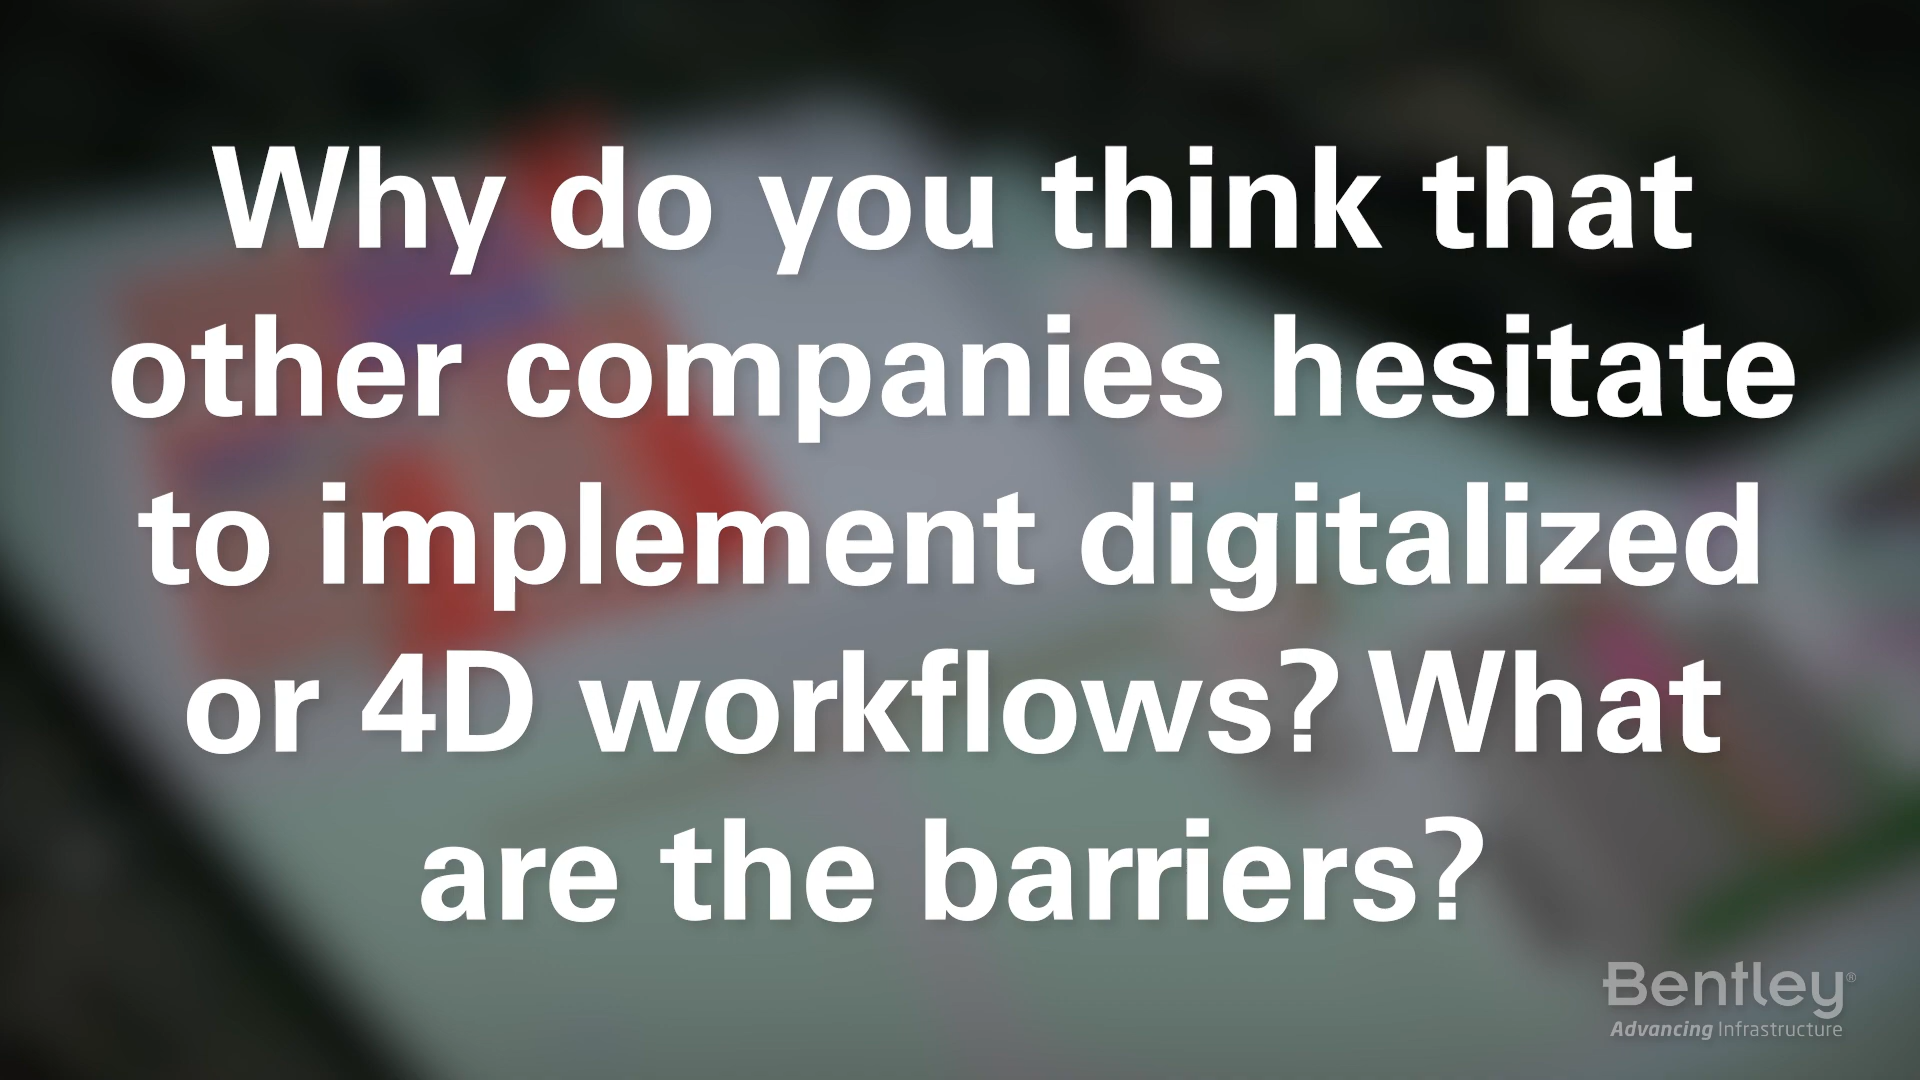 Why do you think that
other companies hesitate
to implement digitalized
or 4D workflows? What
are the barriers?
Bentley®
Advancing Infrastructure